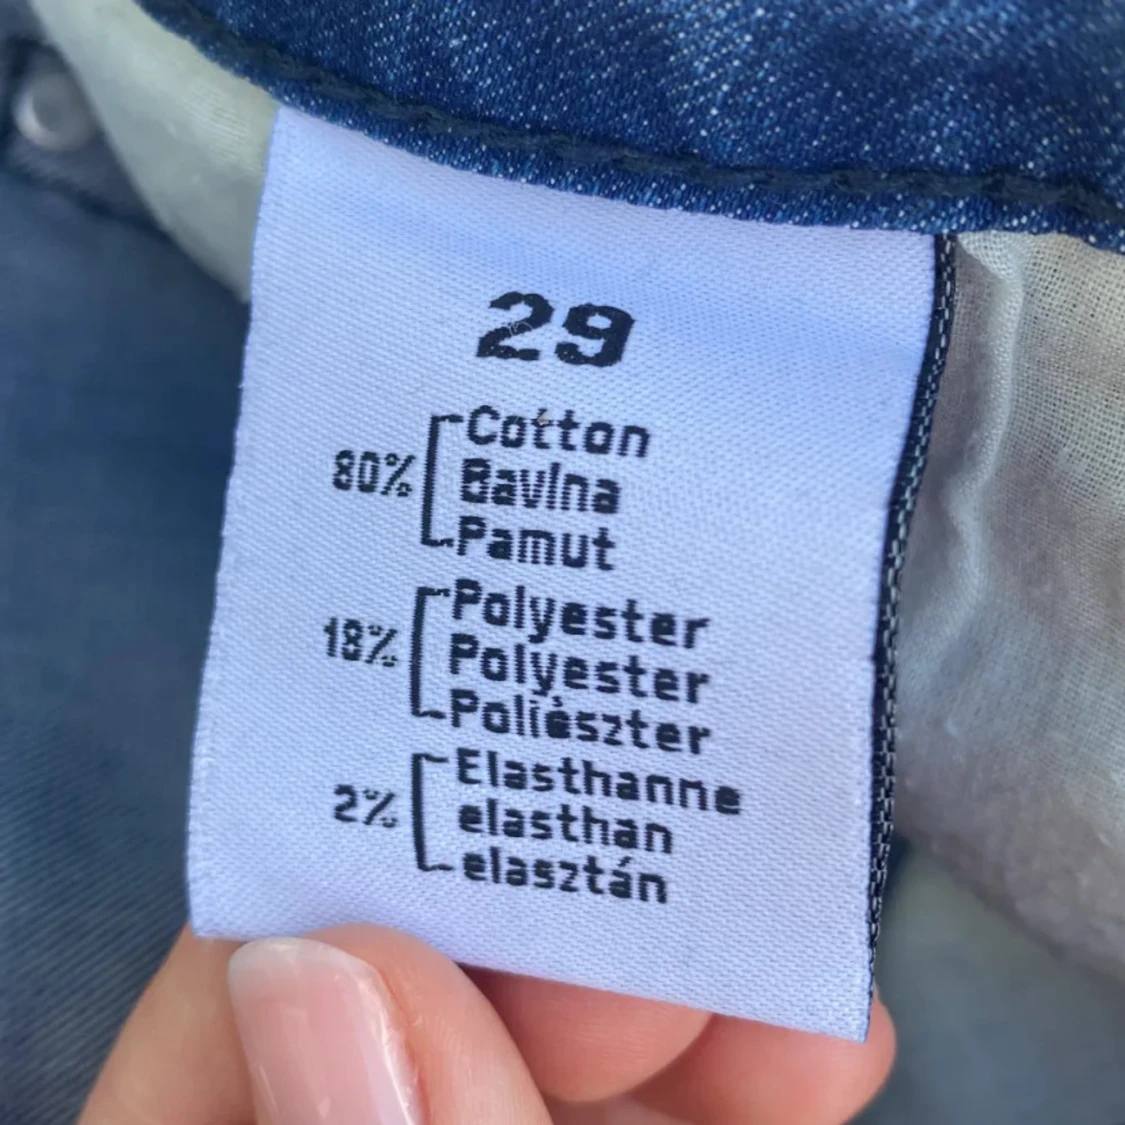 29
80% Cotton
Bavlna
Pamut
18% Polyester
Polyester
Poliészter
2% Elasthanne
elasthan
elasztán